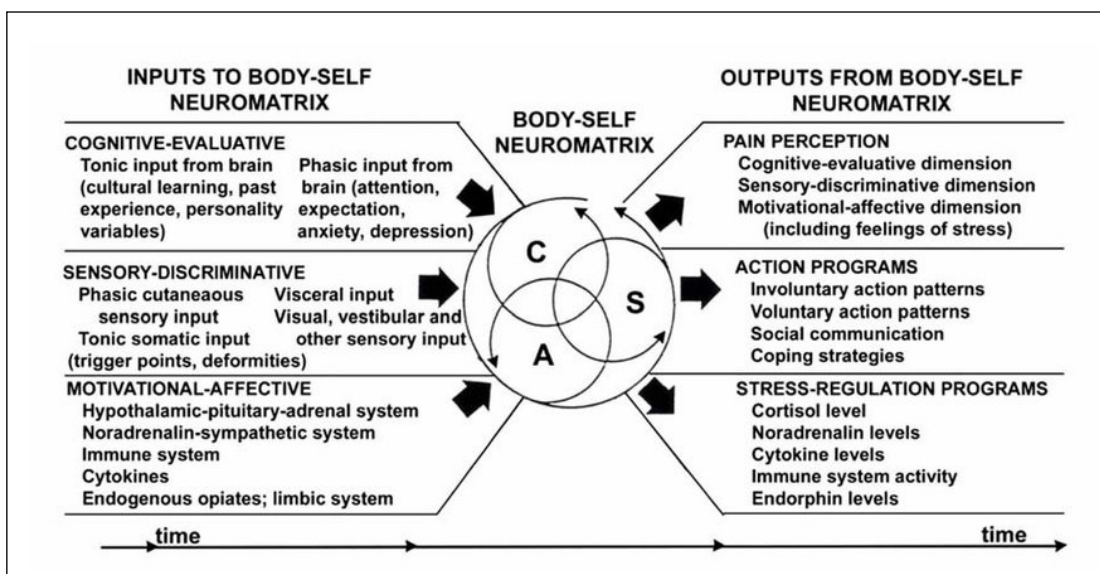 INPUTS TO BODY-SELF
NEUROMATRIX
BODY-SELF
NEUROMATRIX
OUTPUTS FROM BODY-SELF
NEUROMATRIX
COGNITIVE-EVALUATIVE
Tonic input from brain
(cultural learning, past
experience, personality
variables)
Phasic input from
brain (attention,
expectation,
anxiety, depression)
SENSORY-DISCRIMINATIVE
Phasic cutaneaous
sensory input
Tonic somatic input
(trigger points, deformities)
Visceral input
Visual, vestibular and
other sensory input
MOTIVATIONAL-AFFECTIVE
Hypothalamic-pituitary-adrenal system
Noradrenalin-sympathetic system
Immune system
Cytokines
Endogenous opiates; limbic system
C
S
A
PAIN PERCEPTION
Cognitive-evaluative dimension
Sensory-discriminative dimension
Motivational-affective dimension
(including feelings of stress)
ACTION PROGRAMS
Involuntary action patterns
Voluntary action patterns
Social communication
Coping strategies
STRESS-REGULATION PROGRAMS
Cortisol level
Noradrenalin levels
Cytokine levels
Immune system activity
Endorphin levels
time
time